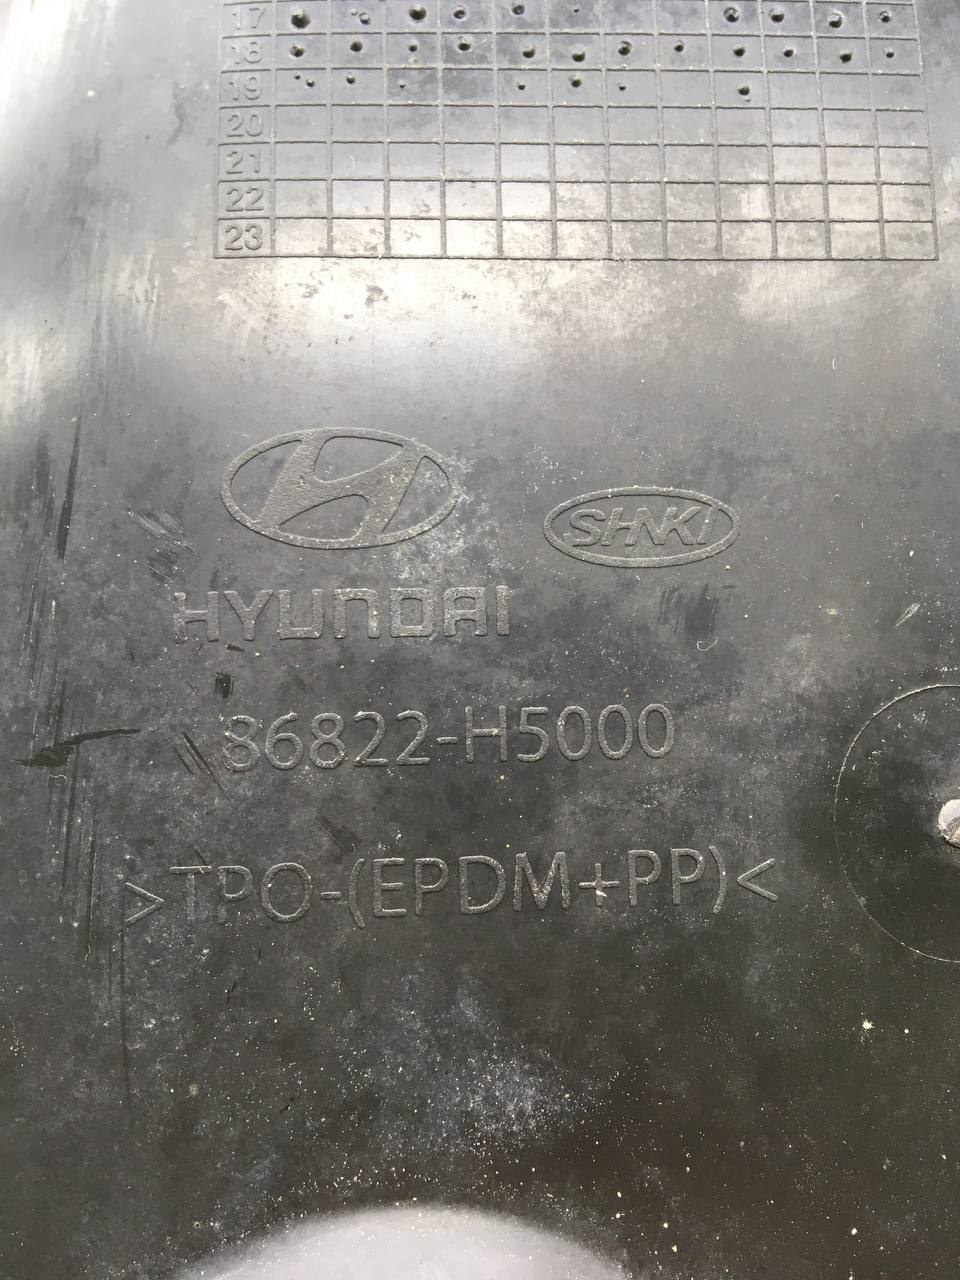 17
18
19
20
21
22
23
SHNKI
HYUNDAI
86822-H5000
>TPO-(EPDM+PP)<